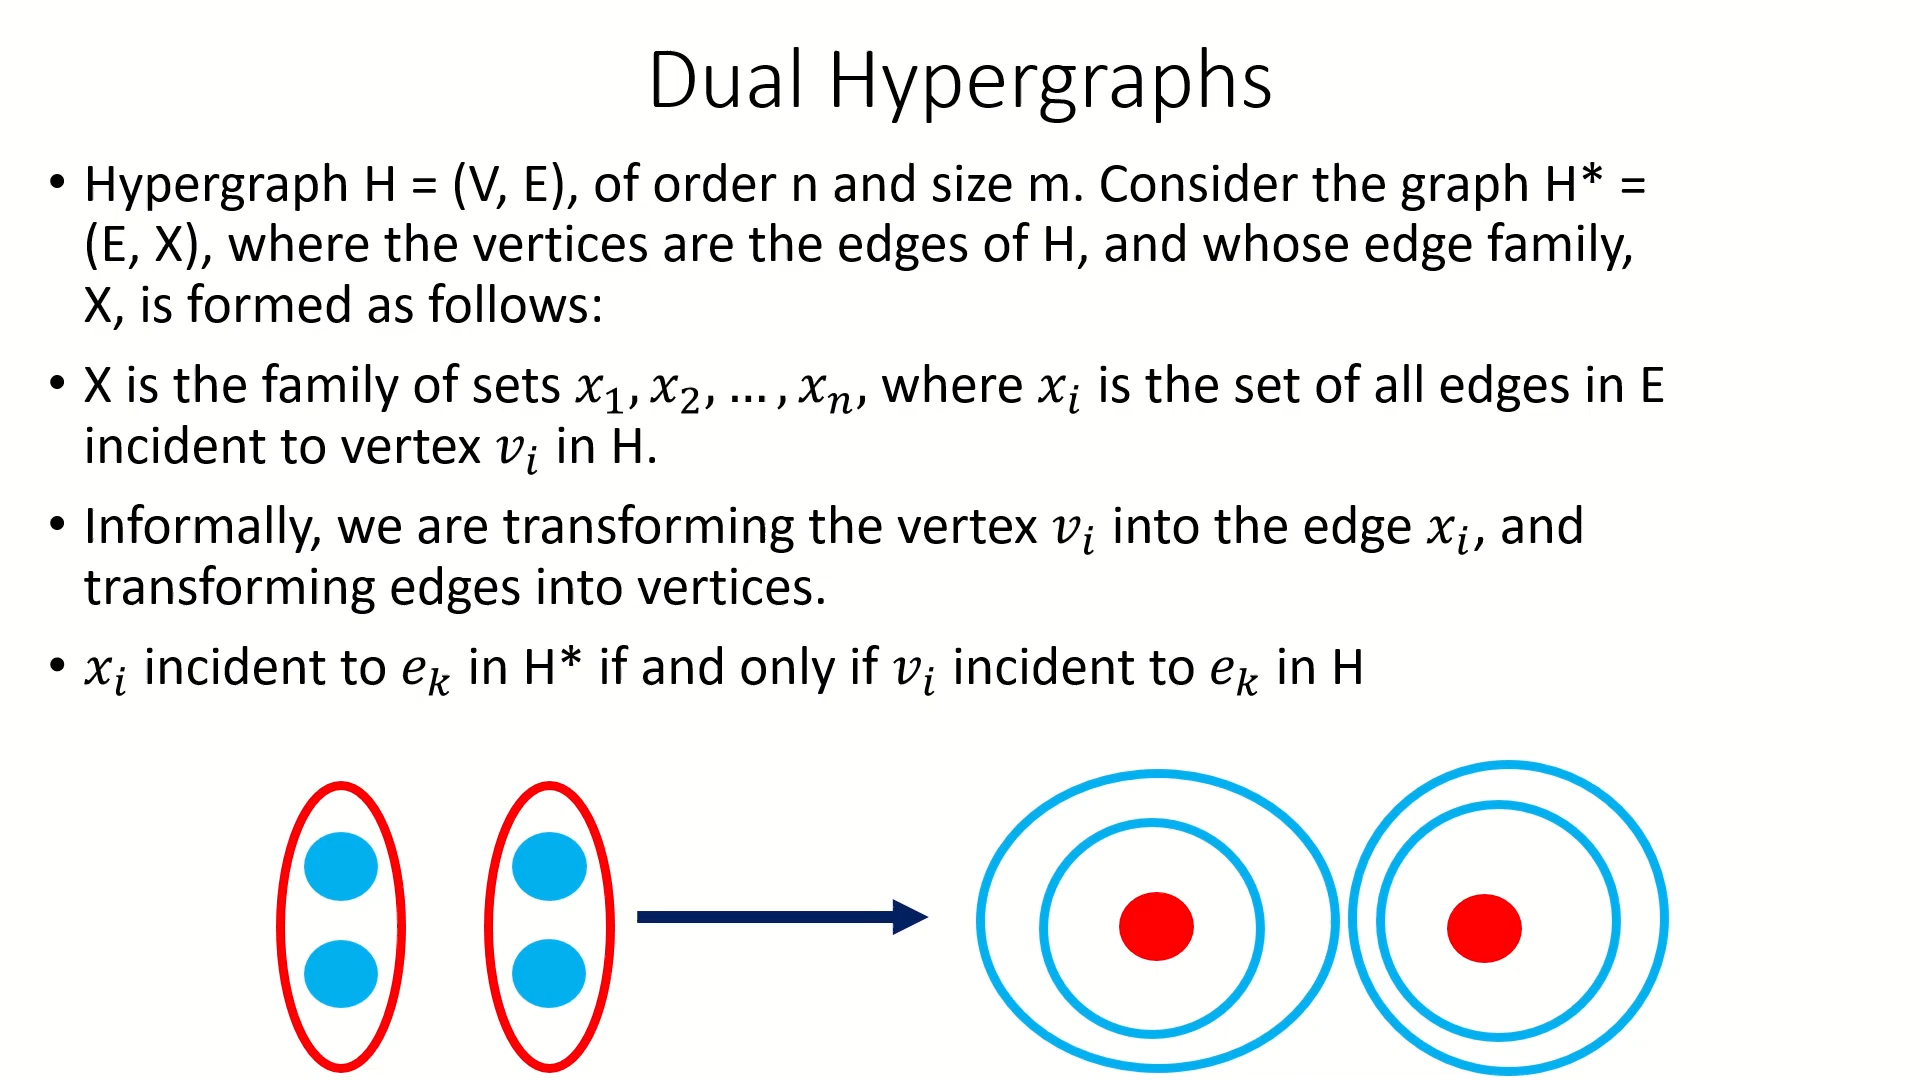 Dual Hypergraphs
• Hypergraph H = (V, E), of order n and size m. Consider the graph H* =
(E, X), where the vertices are the edges of H, and whose edge family,
X, is formed as follows:
• X is the family of sets 𝑥₁, 𝑥₂, … , 𝑥ₙ, where 𝑥ᵢ is the set of all edges in E
incident to vertex 𝑣ᵢ in H.
• Informally, we are transforming the vertex 𝑣ᵢ into the edge 𝑥ᵢ, and
transforming edges into vertices.
• 𝑥ᵢ incident to 𝑒ₖ in H* if and only if 𝑣ᵢ incident to 𝑒ₖ in H